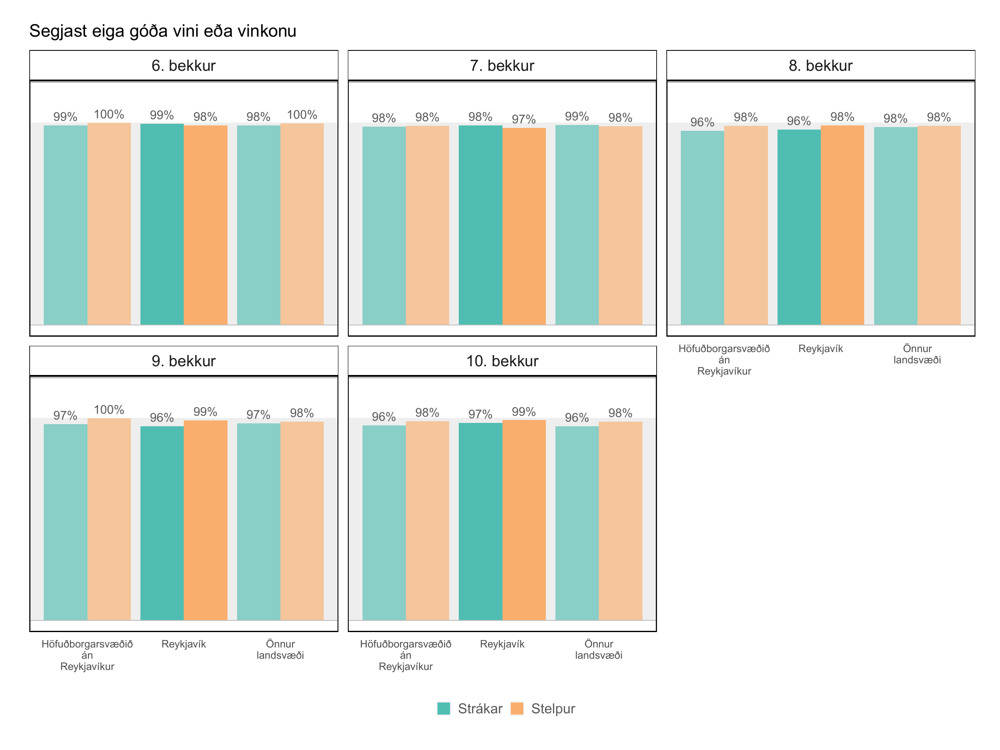 Segjast eiga góða vini eða vinkonu
6. bekkur
7. bekkur
8. bekkur
99% 100% 99% 98% 98% 100%
98% 98% 98% 97% 99% 98%
96% 98% 96% 98% 98% 98%
Höfuðborgarsvæðið
án
Reykjavíkur
Reykjavík
Önnur
landsvæði
9. bekkur
10. bekkur
97% 100% 96% 99% 97% 98%
96% 98% 97% 99% 96% 98%
Höfuðborgarsvæðið
án
Reykjavíkur
Reykjavík
Önnur
landsvæði
Höfuðborgarsvæðið
án
Reykjavíkur
Reykjavík
Önnur
landsvæði
Strákar Stelpur